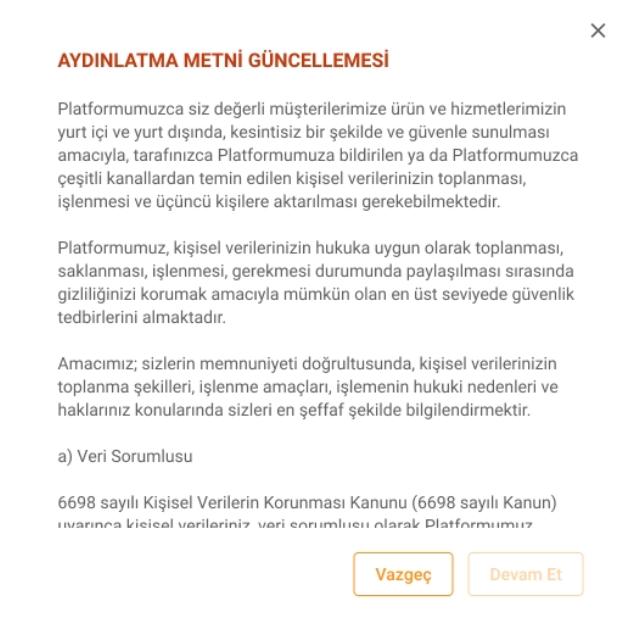 AYDINLATMA METNİ GÜNCELLEMESİ
Platformumuzca siz değerli müşterilerimize ürün ve hizmetlerimizin
yurt içi ve yurt dışında, kesintisiz bir şekilde ve güvenle sunulması
amacıyla, tarafınızca Platformumuza bildirilen ya da Platformumuzca
çeşitli kanallardan temin edilen kişisel verilerinizin toplanması,
işlenmesi ve üçüncü kişilere aktarılması gerekebilmektedir.
Platformumuz, kişisel verilerinizin hukuka uygun olarak toplanması,
saklanması, işlenmesi, gerekmesi durumunda paylaşılması sırasında
gizliliğinizi korumak amacıyla mümkün olan en üst seviyede güvenlik
tedbirlerini almaktadır.
Amacımız; sizlerin memnuniyeti doğrultusunda, kişisel verilerinizin
toplanma şekilleri, işlenme amaçları, işlemenin hukuki nedenleri ve
haklarınız konularında sizleri en şeffaf şekilde bilgilendirmektir.
a) Veri Sorumlusu
6698 sayılı Kişisel Verilerin Korunması Kanunu (6698 sayılı Kanun)
uyarınca kişisel verileriniz, veri sorumlusu olarak Platformumuz
Vazgeç
Devam Et